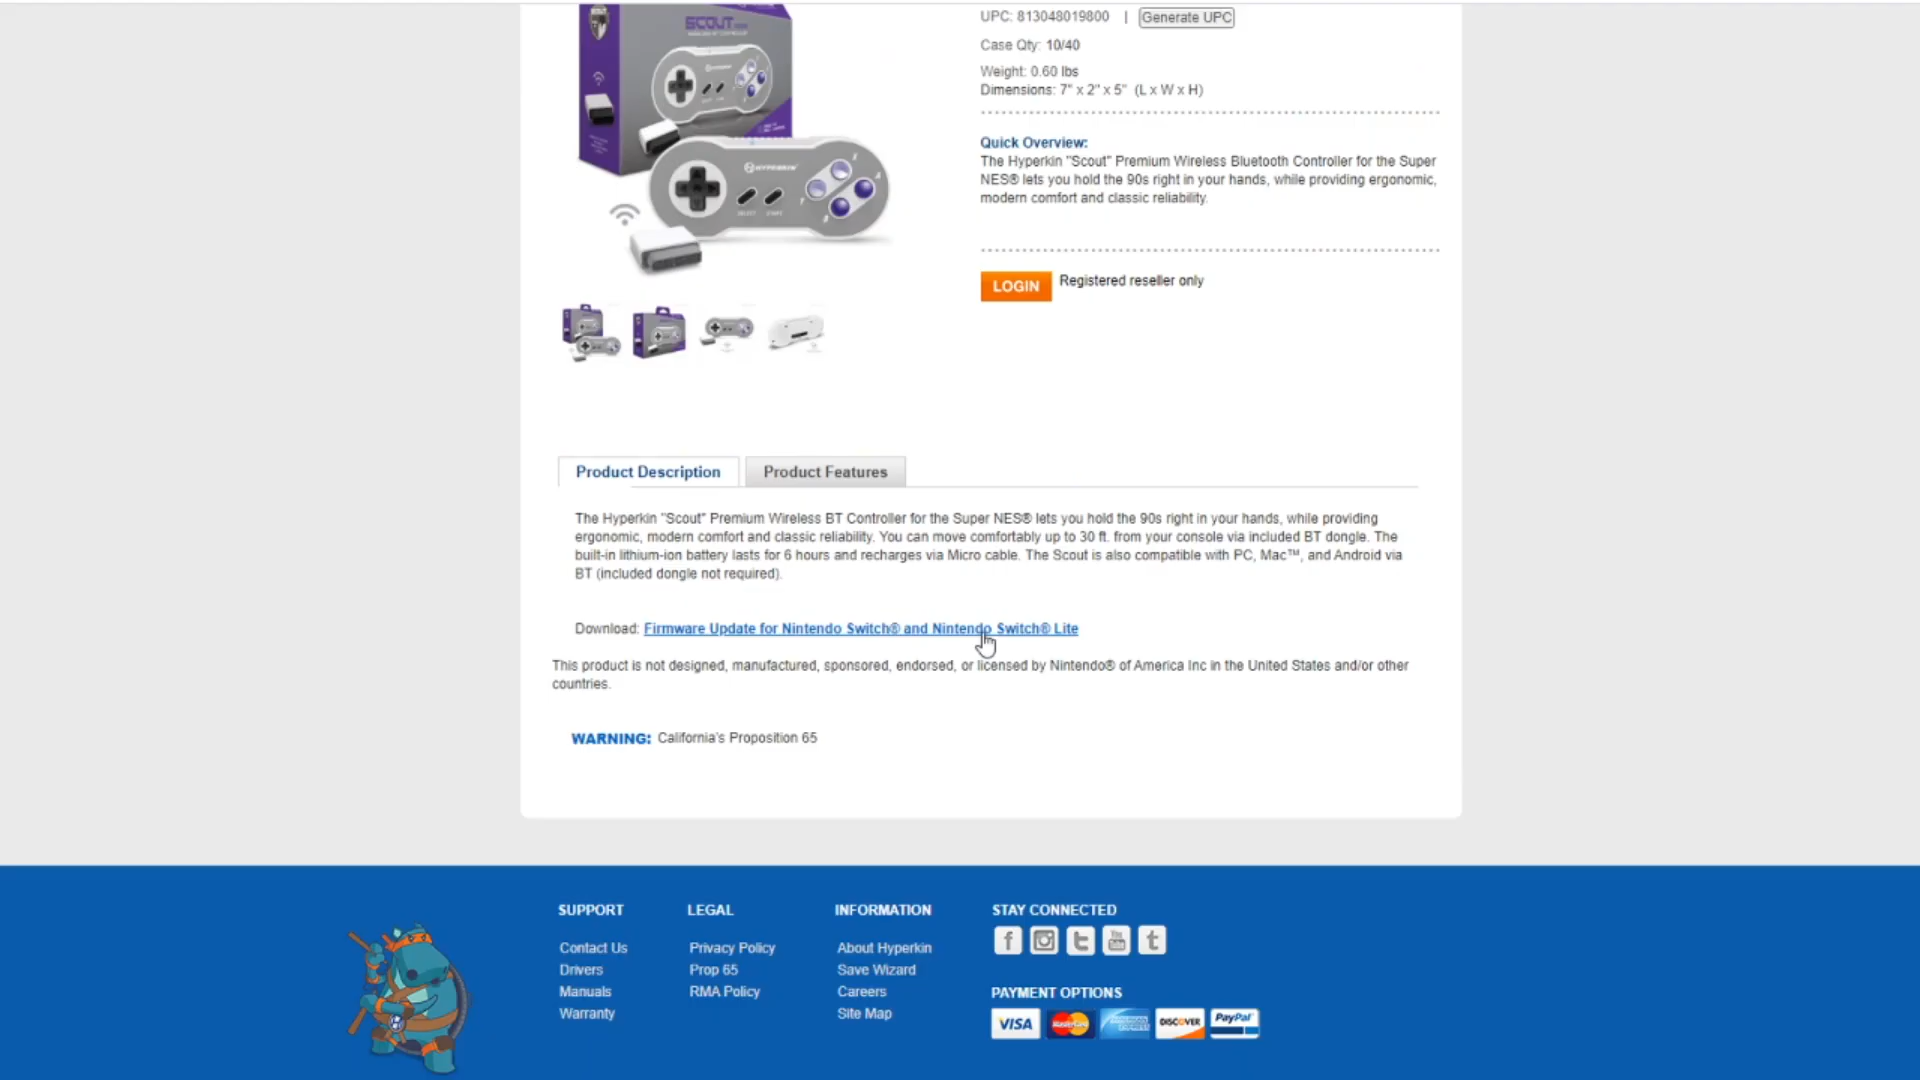 SCOUT
UPC: 813048019800 | Generate UPC
Case Qty: 10/40
Weight: 0.60 lbs
Dimensions: 7" x 2" x 5" (L x W x H)
Quick Overview:
The Hyperkin "Scout" Premium Wireless Bluetooth Controller for the Super
NES® lets you hold the 90s right in your hands, while providing ergonomic,
modern comfort and classic reliability.
HYPERKIN
X
Y
A
B
SELECT START
LOGIN Registered reseller only
Product Description Product Features
The Hyperkin "Scout" Premium Wireless BT Controller for the Super NES® lets you hold the 90s right in your hands, while providing
ergonomic, modern comfort and classic reliability. You can move comfortably up to 30 ft. from your console via included BT dongle. The
built-in lithium-ion battery lasts for 6 hours and recharges via Micro cable. The Scout is also compatible with PC, Mac™, and Android via
BT (included dongle not required).
Download: Firmware Update for Nintendo Switch® and Nintendo Switch® Lite
This product is not designed, manufactured, sponsored, endorsed, or licensed by Nintendo® of America Inc in the United States and/or other
countries.
WARNING: California's Proposition 65
SUPPORT
Contact Us
Drivers
Manuals
Warranty
LEGAL
Privacy Policy
Prop 65
RMA Policy
INFORMATION
About Hyperkin
Save Wizard
Careers
Site Map
STAY CONNECTED
f t You Tube t
PAYMENT OPTIONS
VISA MasterCard AMERICAN EXPRESS DISCOVER PayPal